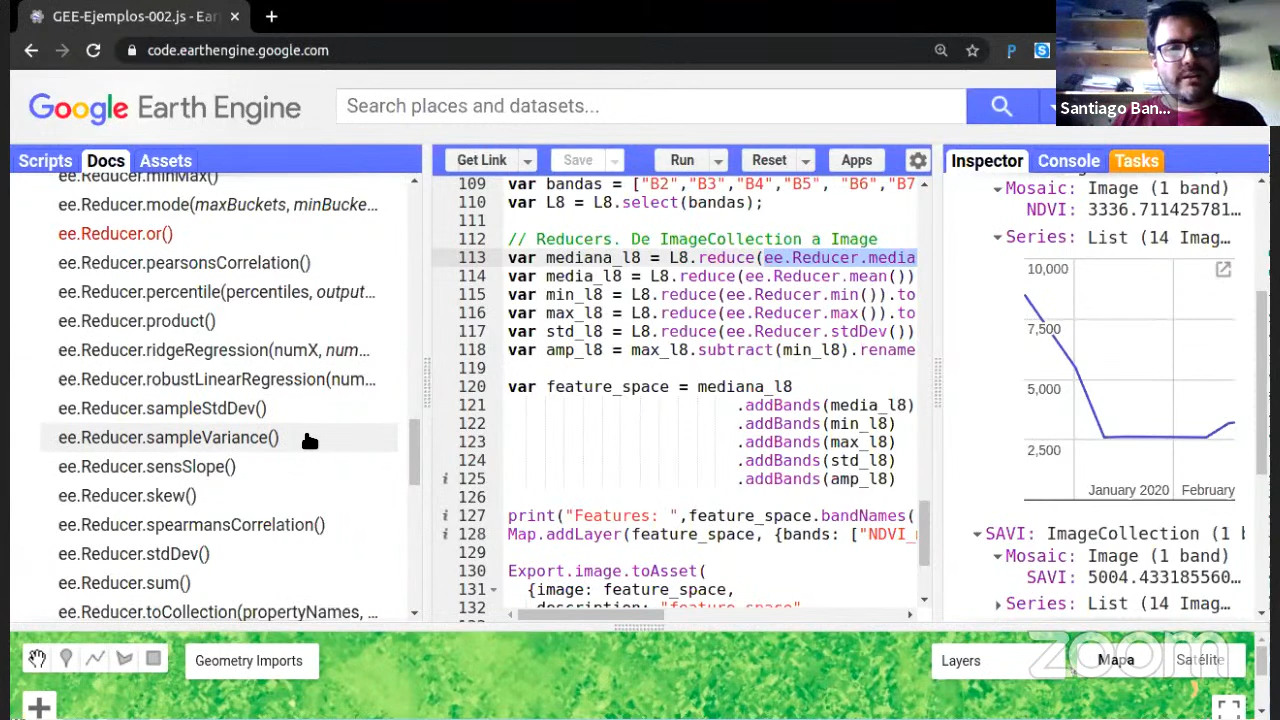 GEE-Ejemplos-002.js - Ear
code.earthengine.google.com
P
S
Google Earth Engine
Search places and datasets...
Santiago Ban...
Scripts
Docs
Assets
ee.Reducer.minMax()
ee.Reducer.mode(maxBuckets, minBucke...
ee.Reducer.or()
ee.Reducer.pearsonsCorrelation()
ee.Reducer.percentile(percentiles, output...
ee.Reducer.product()
ee.Reducer.ridgeRegression(numX, num...
ee.Reducer.robustLinearRegression(num...
ee.Reducer.sampleStdDev()
ee.Reducer.sampleVariance()
ee.Reducer.sensSlope()
ee.Reducer.skew()
ee.Reducer.spearmansCorrelation()
ee.Reducer.stdDev()
ee.Reducer.sum()
ee.Reducer.toCollection(propertyNames, ...
Get Link
Save
Run
Reset
Apps
109 var bandas = ["B2","B3","B4","B5", "B6","B7
110 var L8 = L8.select(bandas);
111
112 // Reducers. De ImageCollection a Image
113 var mediana_l8 = L8.reduce(ee.Reducer.media
114 var media_l8 = L8.reduce(ee.Reducer.mean())
115 var min_l8 = L8.reduce(ee.Reducer.min()).to
116 var max_l8 = L8.reduce(ee.Reducer.max()).to
117 var std_l8 = L8.reduce(ee.Reducer.stdDev())
118 var amp_l8 = max_l8.subtract(min_l8).rename
119
120 var feature_space = mediana_l8
121 .addBands(media_l8)
122 .addBands(min_l8)
123 .addBands(max_l8)
124 .addBands(std_l8)
i 125 .addBands(amp_l8)
126
i 127 print("Features: ",feature_space.bandNames(
i 128 Map.addLayer(feature_space, {bands: ["NDVI_
129
130 Export.image.toAsset(
131 {image: feature_space,
132 description: "feature_space"
Inspector
Console
Tasks
Mosaic: Image (1 band)
NDVI: 3336.711425781...
Series: List (14 Imag...
10,000
7,500
5,000
2,500
January 2020
February
SAVI: ImageCollection (1 b
Mosaic: Image (1 band)
SAVI: 5004.433185560...
Series: List (14 Imag...
Geometry Imports
Layers
Mapa
Satélite
zoom